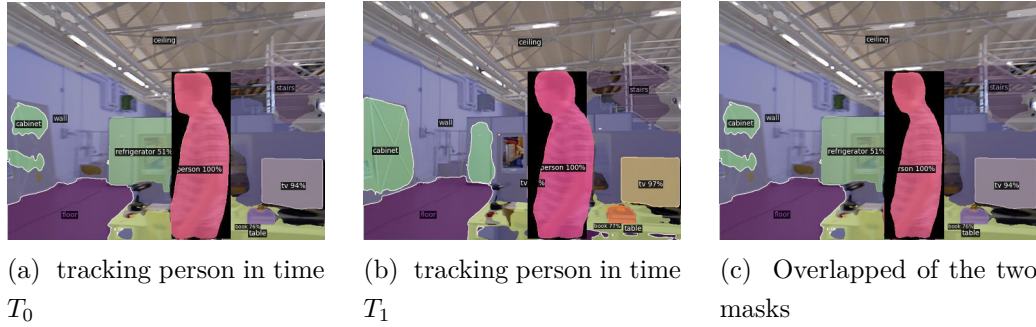 ceiling
stairs
cabinet
wall
refrigerator 51%
person 100%
tv 94%
floor
book 76%
table
ceiling
stairs
wall
cabinet
person 100%
tv
%
tv 97%
book 77%
table
ceiling
stairs
cabinet
wall
refrigerator 51%
rson 100%
tv 94%
floor
book 76%
table
(a) tracking person in time
T0
(b) tracking person in time
T1
(c) Overlapped of the two
masks